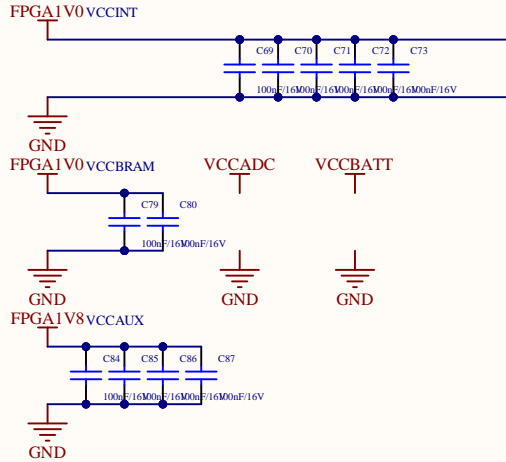 FPGA1V0 VCCINT
C69 C70 C71 C72 C73
100nF/16V 100nF/16V 100nF/16V 100nF/16V 100nF/16V
GND
FPGA1V0 VCCBRAM VCCADC VCCBATT
C79 C80
100nF/16V 100nF/16V
GND GND GND
FPGA1V8 VCCAUX
C84 C85 C86 C87
100nF/16V 100nF/16V 100nF/16V 100nF/16V
GND